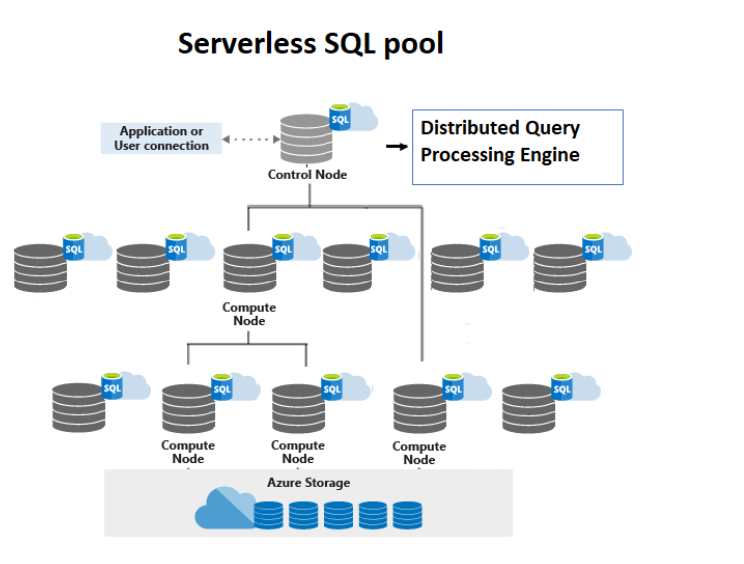 Serverless SQL pool
SQL
Application or
User connection
Distributed Query
Processing Engine
Control Node
SQL
SQL
SQL
SQL
SQL
SQL
Compute
Node
SQL
SQL
SQL
SQL
SQL
Compute
Node
Compute
Node
Compute
Node
Azure Storage